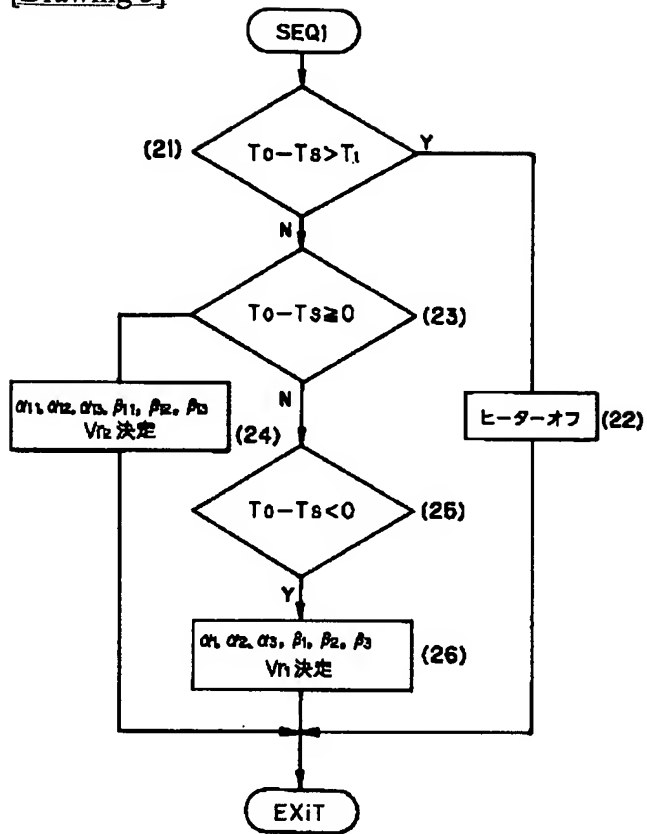 SEQ1
(21)
To-Ts>T₁
Y
N
To-Ts≧0
(23)
α₁₁, α₁₂, α₁₃, β₁₁, β₁₂, β₁₃
Vr₂ 決定
(24)
N
ヒーターオフ
(22)
To-Ts<0
(25)
Y
α₁, α₂, α₃, β₁, β₂, β₃
Vr₁ 決定
(26)
EXiT